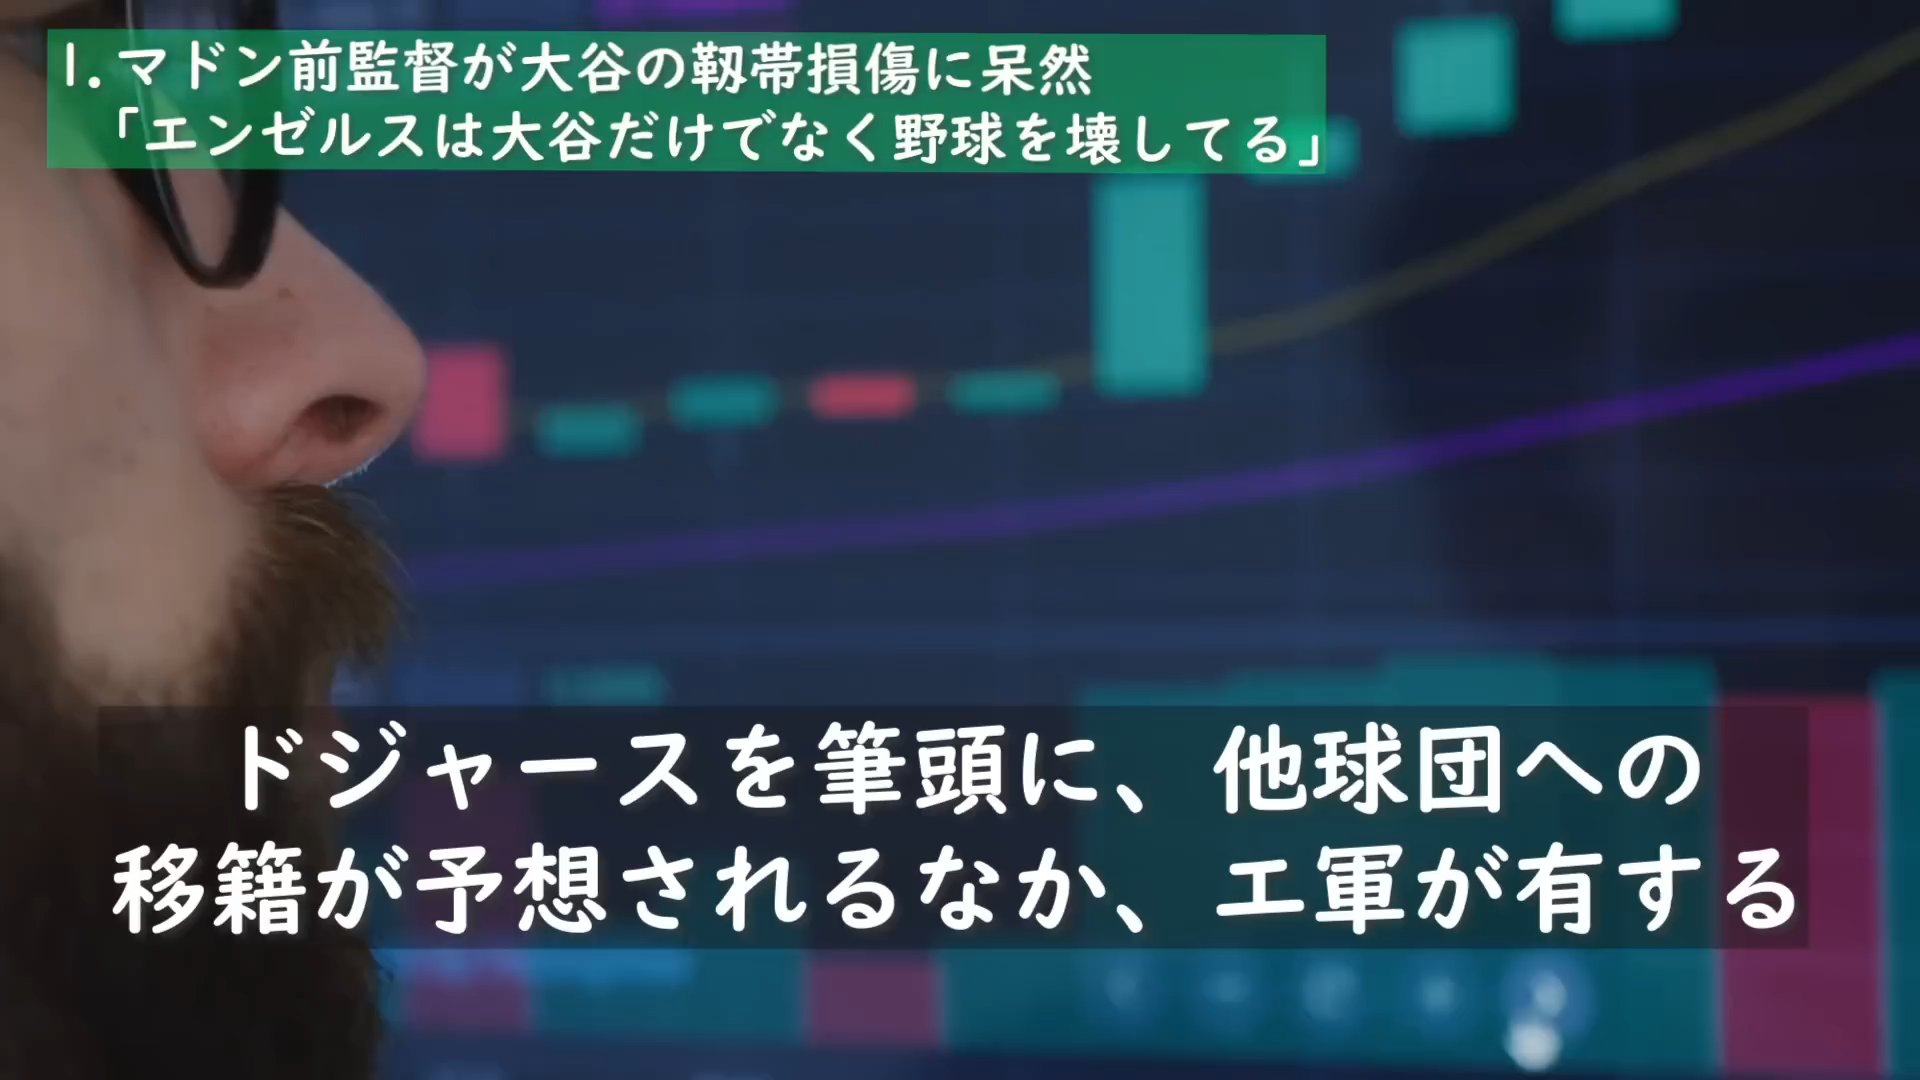 1. マドン前監督が大谷の靱帯損傷に呆然
「エンゼルスは大谷だけでなく野球を壊してる」
ドジャースを筆頭に、他球団への
移籍が予想されるなか、エ軍が有する